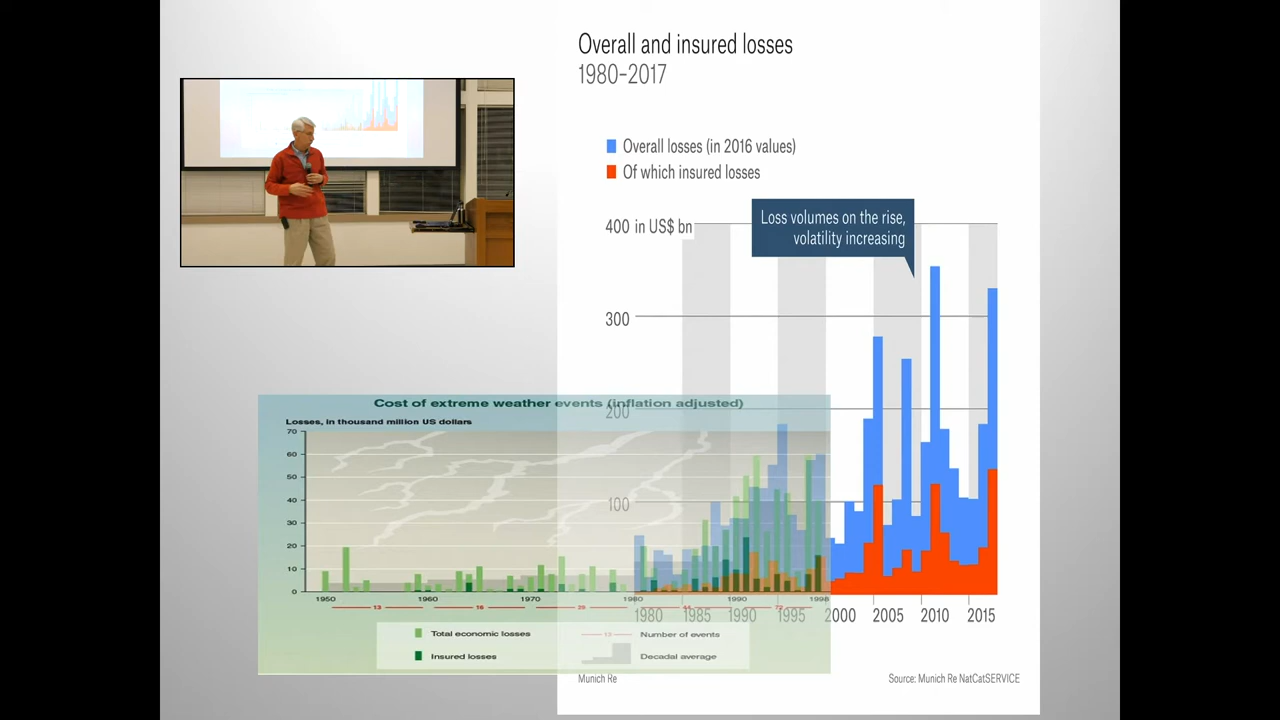 Overall and insured losses
1980-2017
Overall losses (in 2016 values)
Of which insured losses
400 in US$ bn
Loss volumes on the rise,
volatility increasing
300
200
100
1980 1985 1990 1995 2000 2005 2010 2015
Munich Re
Source: Munich Re NatCatSERVICE
Cost of extreme weather events (inflation adjusted)
Losses, in thousand million US dollars
70
60
50
40
30
20
10
0
1950 1960 1970 1980 1990 1998
13 16 29 44 72
Total economic losses
13 Number of events
Insured losses
Decadal average